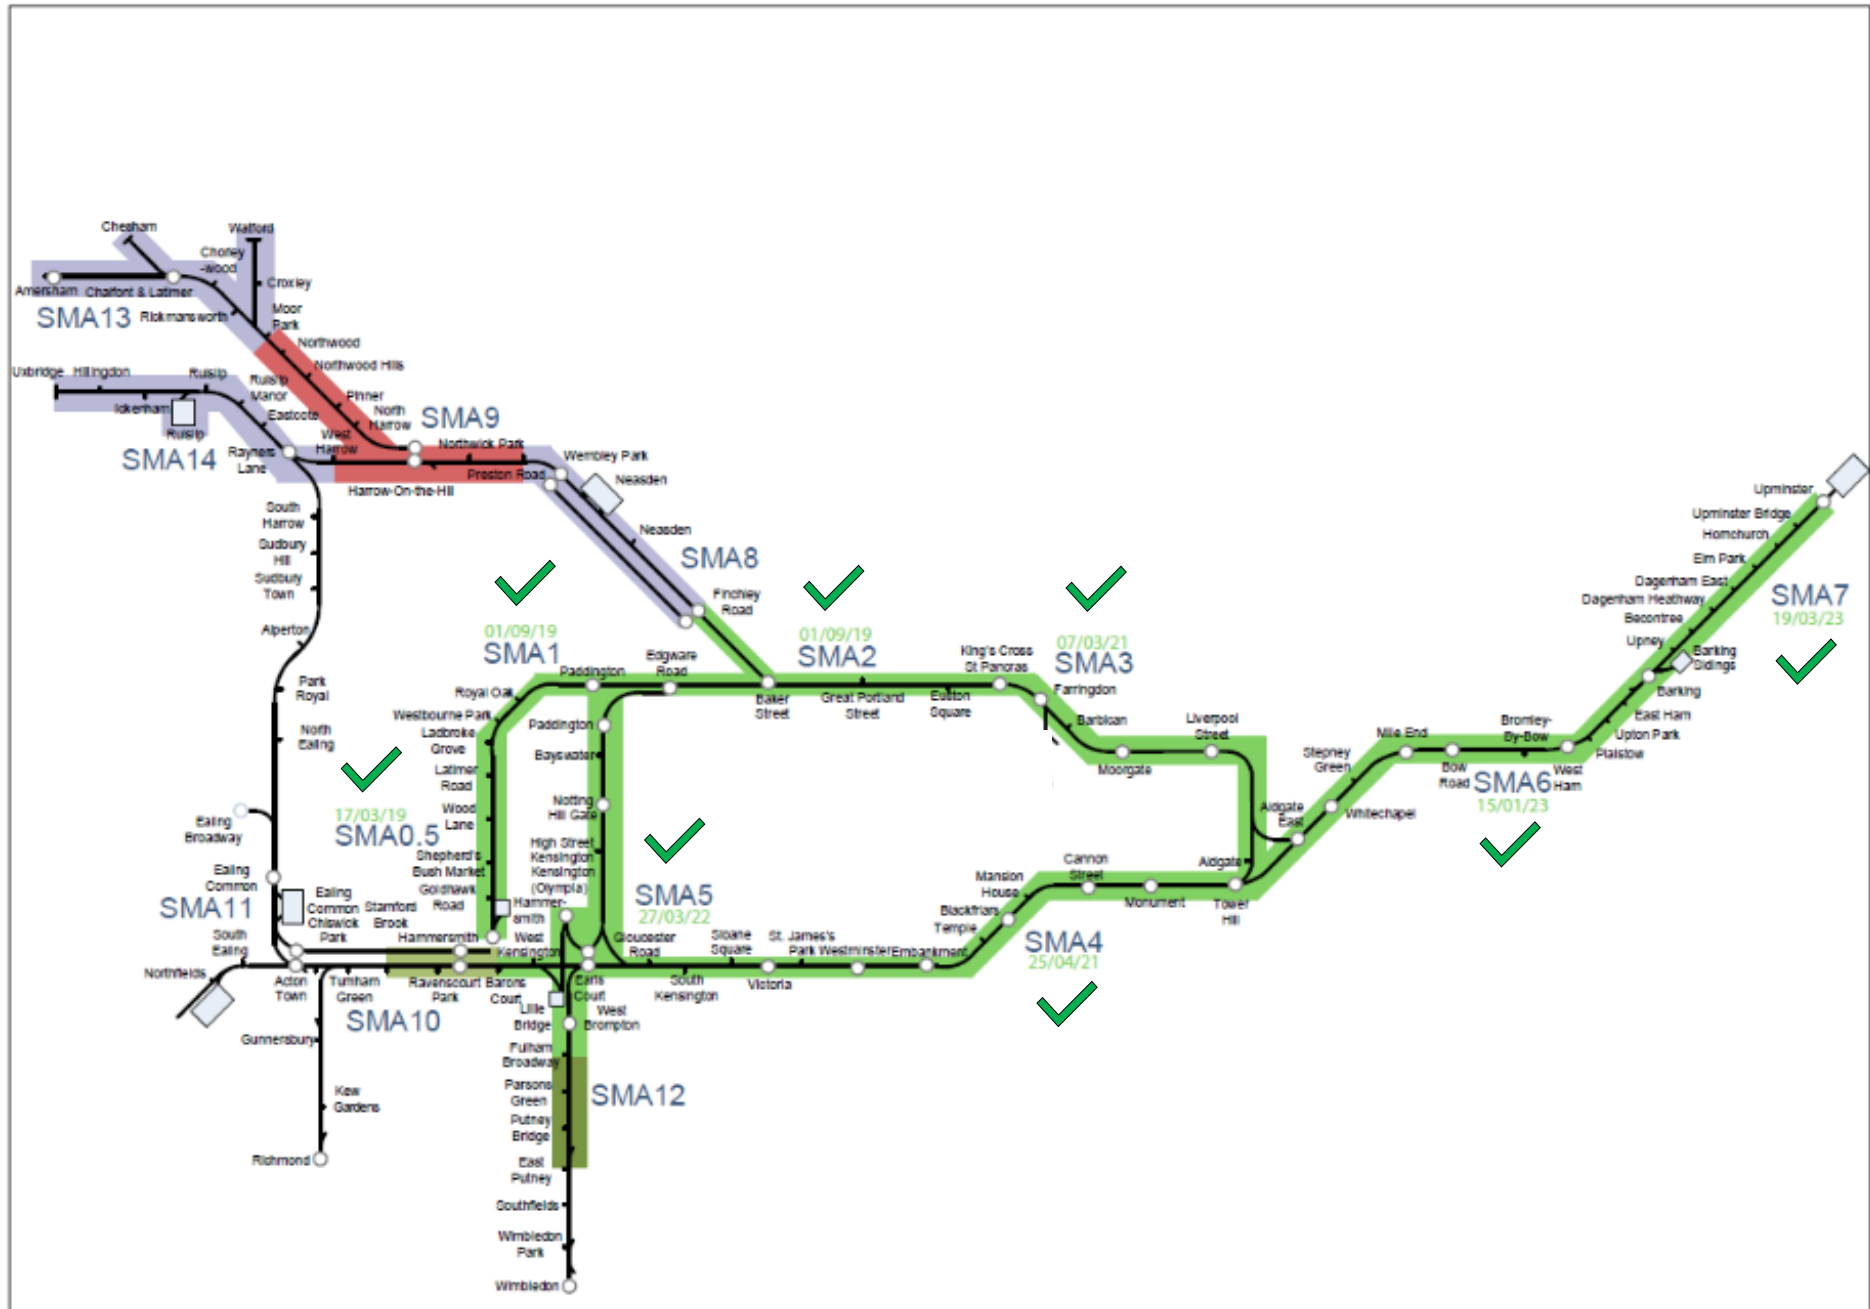 Chesham
Watford
Chorley
-wood
Croxley
Amersham
Chalfont & Latimer
SMA13
Rickmansworth
Moor
Park
Northwood
Northwood Hills
Uxbridge
Hillingdon
Ruislip
Ruislip
Manor
Pinner
Ickenham
Eastcote
North
Harrow
SMA9
Ruislip
West
Harrow
Northwick Park
SMA14
Rayners
Lane
Preston Road
Wembley Park
Neasden
Harrow-On-the-Hill
Neasden
South
Harrow
Sudbury
Hill
Sudbury
Town
Alperton
Park
Royal
North
Ealing
SMA8
Finchley
Road
01/09/19
SMA1
01/09/19
SMA2
07/03/21
SMA3
Paddington
Edgware
Road
Baker
Street
Great Portland
Street
Euston
Square
King's Cross
St Pancras
Farringdon
Barbican
Moorgate
Liverpool
Street
Royal Oak
Westbourne Park
Ladbroke
Grove
Latimer
Road
Wood
Lane
Shepherd's
Bush Market
Goldhawk
Road
Paddington
Bayswater
Notting
Hill Gate
High Street
Kensington
Kensington
(Olympia)
Hammer-
smith
17/03/19
SMA0.5
SMA5
27/03/22
Aldgate
East
Aldgate
Whitechapel
Stepney
Green
Mile End
Bow
Road
Bromley-
By-Bow
West
Ham
SMA6
15/01/23
Plaistow
Upton Park
East Ham
Barking
Barking
Sidings
Upney
Becontree
Dagenham Heathway
Dagenham East
Elm Park
Hornchurch
Upminster Bridge
Upminster
SMA7
19/03/23
Ealing
Broadway
Ealing
Common
SMA11
Ealing
Common
Chiswick
Park
Stamford
Brook
South
Ealing
Northfields
Acton
Town
Turnham
Green
Hammersmith
Ravenscourt
Park
Barons
Court
West
Kensington
SMA10
Gunnersbury
Kew
Gardens
Richmond
Earls
Court
Gloucester
Road
Sloane
Square
St. James's
Park
Westminster
Embankment
South
Kensington
Victoria
Temple
Blackfriars
Mansion
House
Cannon
Street
Monument
Tower
Hill
SMA4
25/04/21
Lillie
Bridge
West
Brompton
Fulham
Broadway
Parsons
Green
Putney
Bridge
SMA12
East
Putney
Southfields
Wimbledon
Park
Wimbledon